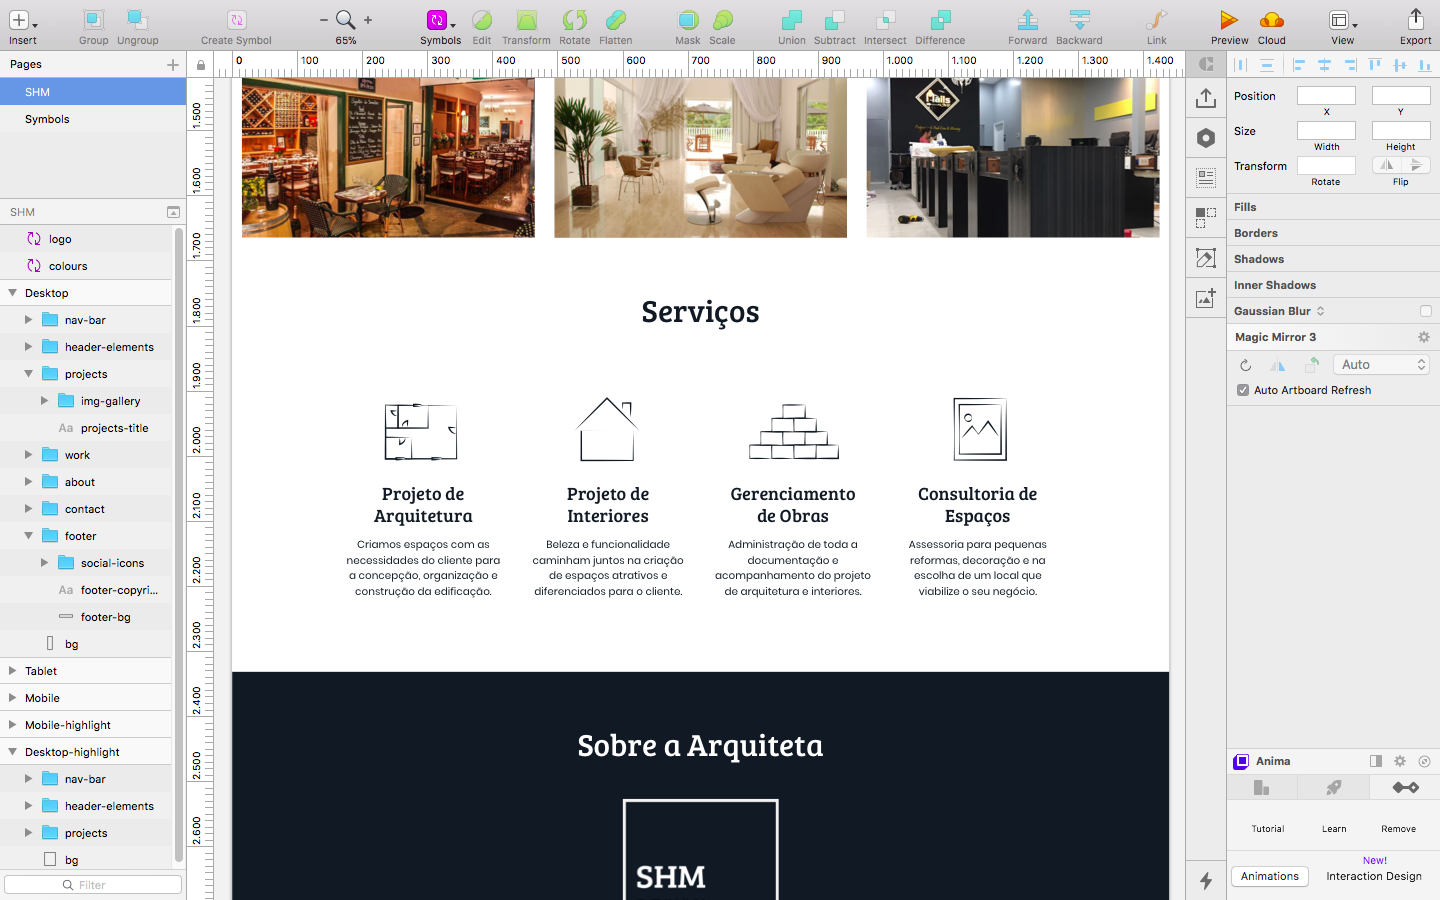 Insert
Group
Ungroup
Create Symbol
65%
Symbols
Edit
Transform
Rotate
Flatten
Mask
Scale
Union
Subtract
Intersect
Difference
Forward
Backward
Link
Preview
Cloud
View
Export
Pages
SHM
Symbols
SHM
logo
colours
Desktop
nav-bar
header-elements
projects
img-gallery
Aa projects-title
work
about
contact
footer
social-icons
Aa footer-copyri...
footer-bg
bg
Tablet
Mobile
Mobile-highlight
Desktop-highlight
nav-bar
header-elements
projects
bg
Filter
0 100 200 300 400 500 600 700 800 900 1.000 1.100 1.200 1.300 1.400
1.500
1.600
1.700
1.800
1.900
2.000
2.100
2.200
2.300
2.400
2.500
2.600
Serviços
Projeto de
Arquitetura
Criamos espaços com as
necessidades do cliente para
a concepção, organização e
construção da edificação.
Projeto de
Interiores
Beleza e funcionalidade
caminham juntos na criação
de espaços atrativos e
diferenciados para o cliente.
Gerenciamento
de Obras
Administração de toda a
documentação e
acompanhamento do projeto
de arquitetura e interiores.
Consultoria de
Espaços
Assessoria para pequenas
reformas, decoração e na
escolha de um local que
viabilize o seu negócio.
Sobre a Arquiteta
SHM
Position
X
Y
Size
Width
Height
Transform
Rotate
Flip
Fills
Borders
Shadows
Inner Shadows
Gaussian Blur
Magic Mirror 3
Auto
Auto Artboard Refresh
Anima
Tutorial
Learn
Remove
New!
Animations
Interaction Design